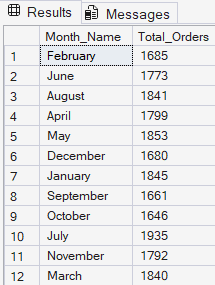 Results Messages
Month_Name Total_Orders
1 February 1685
2 June 1773
3 August 1841
4 April 1799
5 May 1853
6 December 1680
7 January 1845
8 September 1661
9 October 1646
10 July 1935
11 November 1792
12 March 1840